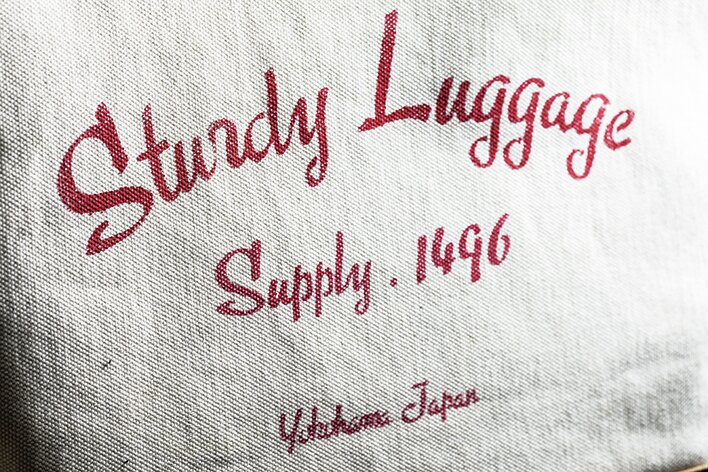 Sturdy Luggage
Supply . 1496
Yokohama Japan